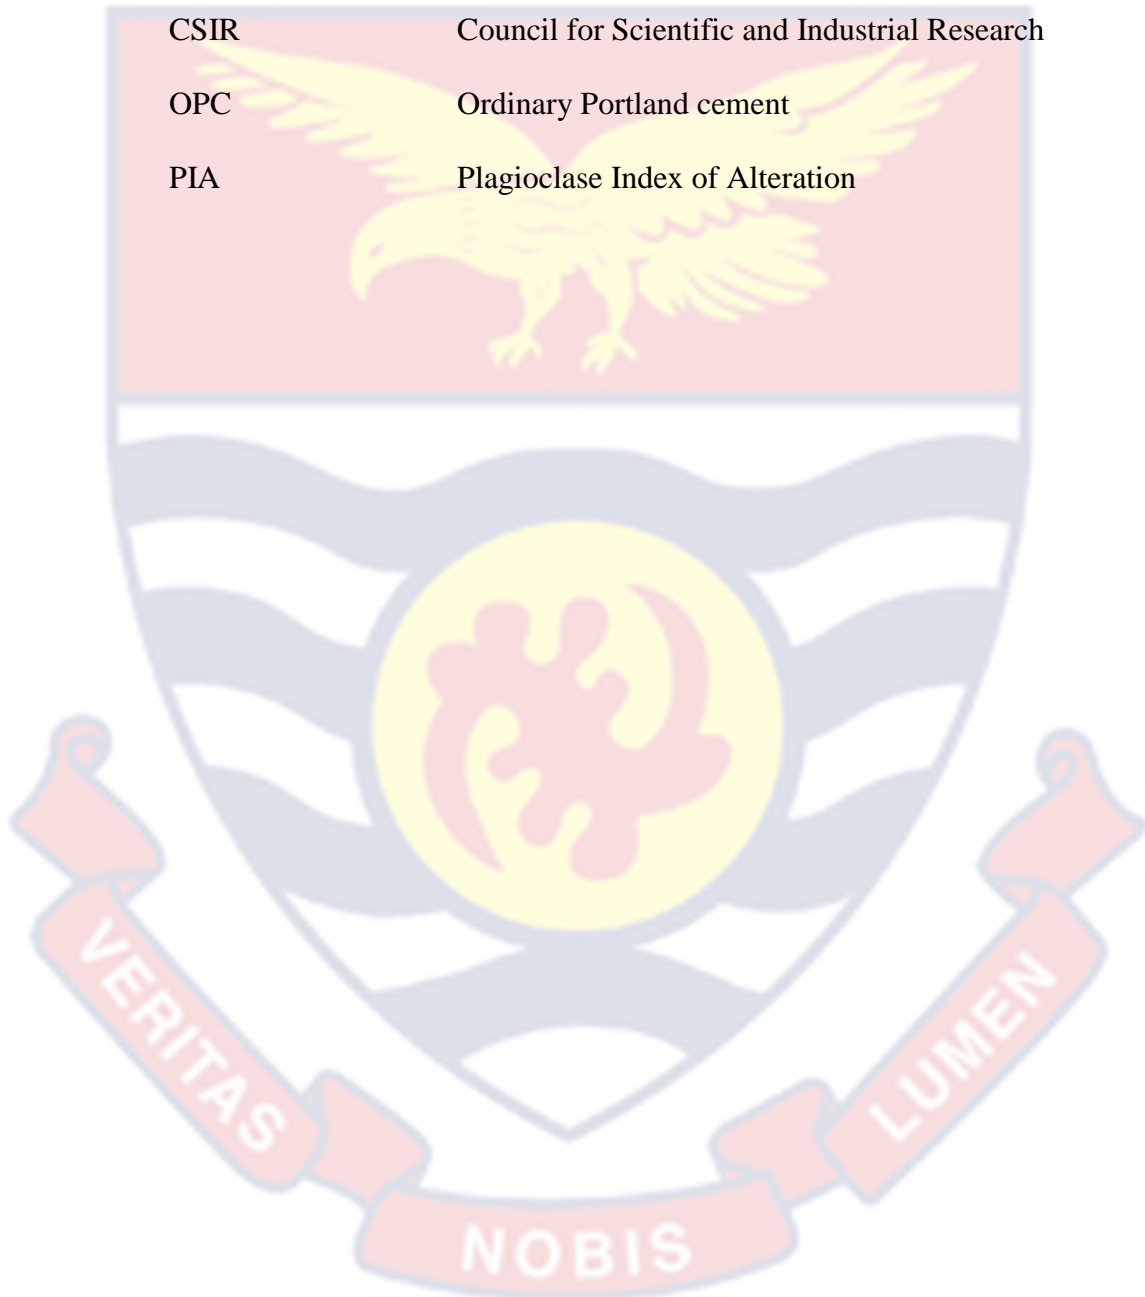 CSIR Council for Scientific and Industrial Research
OPC Ordinary Portland cement
PIA Plagioclase Index of Alteration
VERITAS
NOBIS
LUMEN